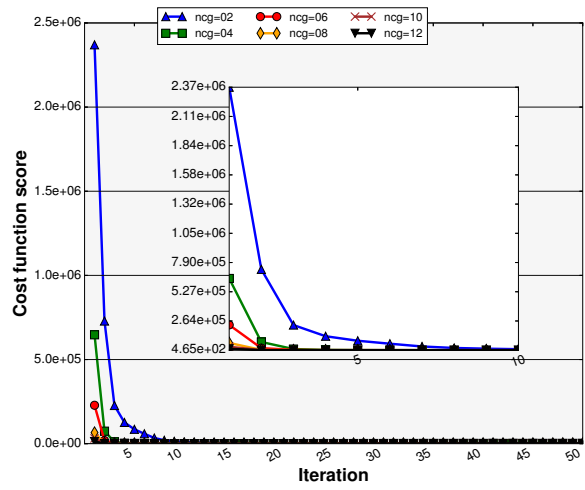 ncg=02 ncg=06 ncg=10
ncg=04 ncg=08 ncg=12
Cost function score
2.5e+06
2.0e+06
1.5e+06
1.0e+06
5.0e+05
0.0e+00
2.37e+06
2.11e+06
1.84e+06
1.58e+06
1.32e+06
1.05e+06
7.90e+05
5.27e+05
2.64e+05
4.65e+02
5 10
5 10 15 20 25 30 35 40 45 50
Iteration